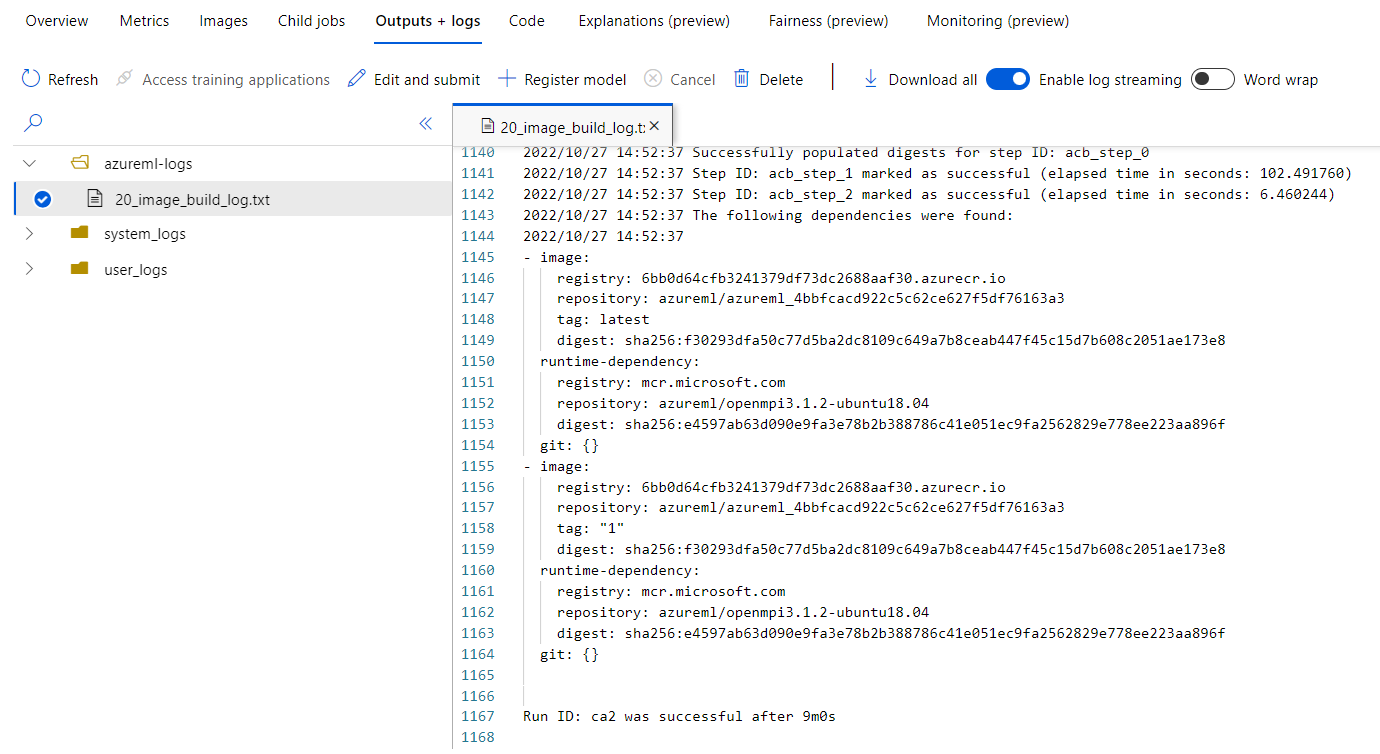 Overview Metrics Images Child jobs Outputs + logs Code Explanations (preview) Fairness (preview) Monitoring (preview)
Refresh Access training applications Edit and submit Register model Cancel Delete Download all Enable log streaming Word wrap
azureml-logs
20_image_build_log.txt
system_logs
user_logs
20_image_build_log.t
1140 2022/10/27 14:52:37 Successfully populated digests for step ID: acb_step_0
1141 2022/10/27 14:52:37 Step ID: acb_step_1 marked as successful (elapsed time in seconds: 102.491760)
1142 2022/10/27 14:52:37 Step ID: acb_step_2 marked as successful (elapsed time in seconds: 6.460244)
1143 2022/10/27 14:52:37 The following dependencies were found:
1144 2022/10/27 14:52:37
1145 - image:
1146 registry: 6bb0d64cfb3241379df73dc2688aaf30.azurecr.io
1147 repository: azureml/azureml_4bbfcacd922c5c62ce627f5df76163a3
1148 tag: latest
1149 digest: sha256:f30293dfa50c77d5ba2dc8109c649a7b8ceab447f45c15d7b608c2051ae173e8
1150 runtime-dependency:
1151 registry: mcr.microsoft.com
1152 repository: azureml/openmpi3.1.2-ubuntu18.04
1153 digest: sha256:e4597ab63d090e9fa3e78b2b388786c41e051ec9fa2562829e778ee223aa896f
1154 git: {}
1155 - image:
1156 registry: 6bb0d64cfb3241379df73dc2688aaf30.azurecr.io
1157 repository: azureml/azureml_4bbfcacd922c5c62ce627f5df76163a3
1158 tag: "1"
1159 digest: sha256:f30293dfa50c77d5ba2dc8109c649a7b8ceab447f45c15d7b608c2051ae173e8
1160 runtime-dependency:
1161 registry: mcr.microsoft.com
1162 repository: azureml/openmpi3.1.2-ubuntu18.04
1163 digest: sha256:e4597ab63d090e9fa3e78b2b388786c41e051ec9fa2562829e778ee223aa896f
1164 git: {}
1165
1166
1167 Run ID: ca2 was successful after 9m0s
1168